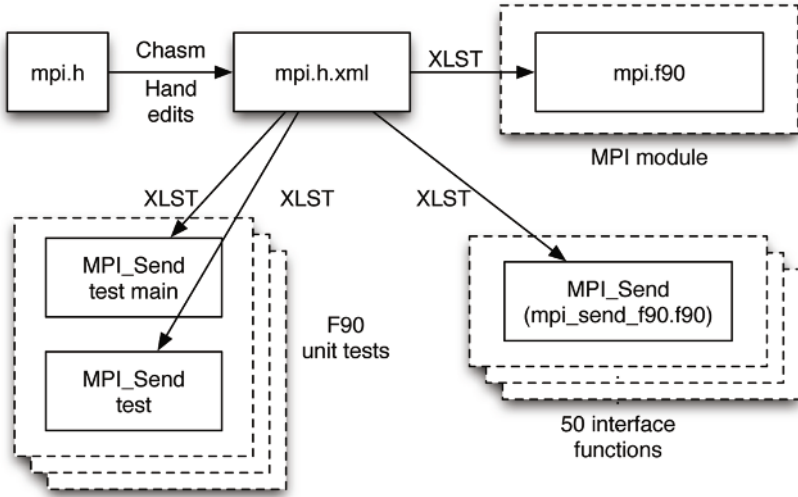 mpi.h
Chasm
Hand
edits
mpi.h.xml
XLST
mpi.f90
MPI module
XLST
XLST
XLST
MPI_Send
test main
MPI_Send
test
F90
unit tests
MPI_Send
(mpi_send_f90.f90)
50 interface
functions